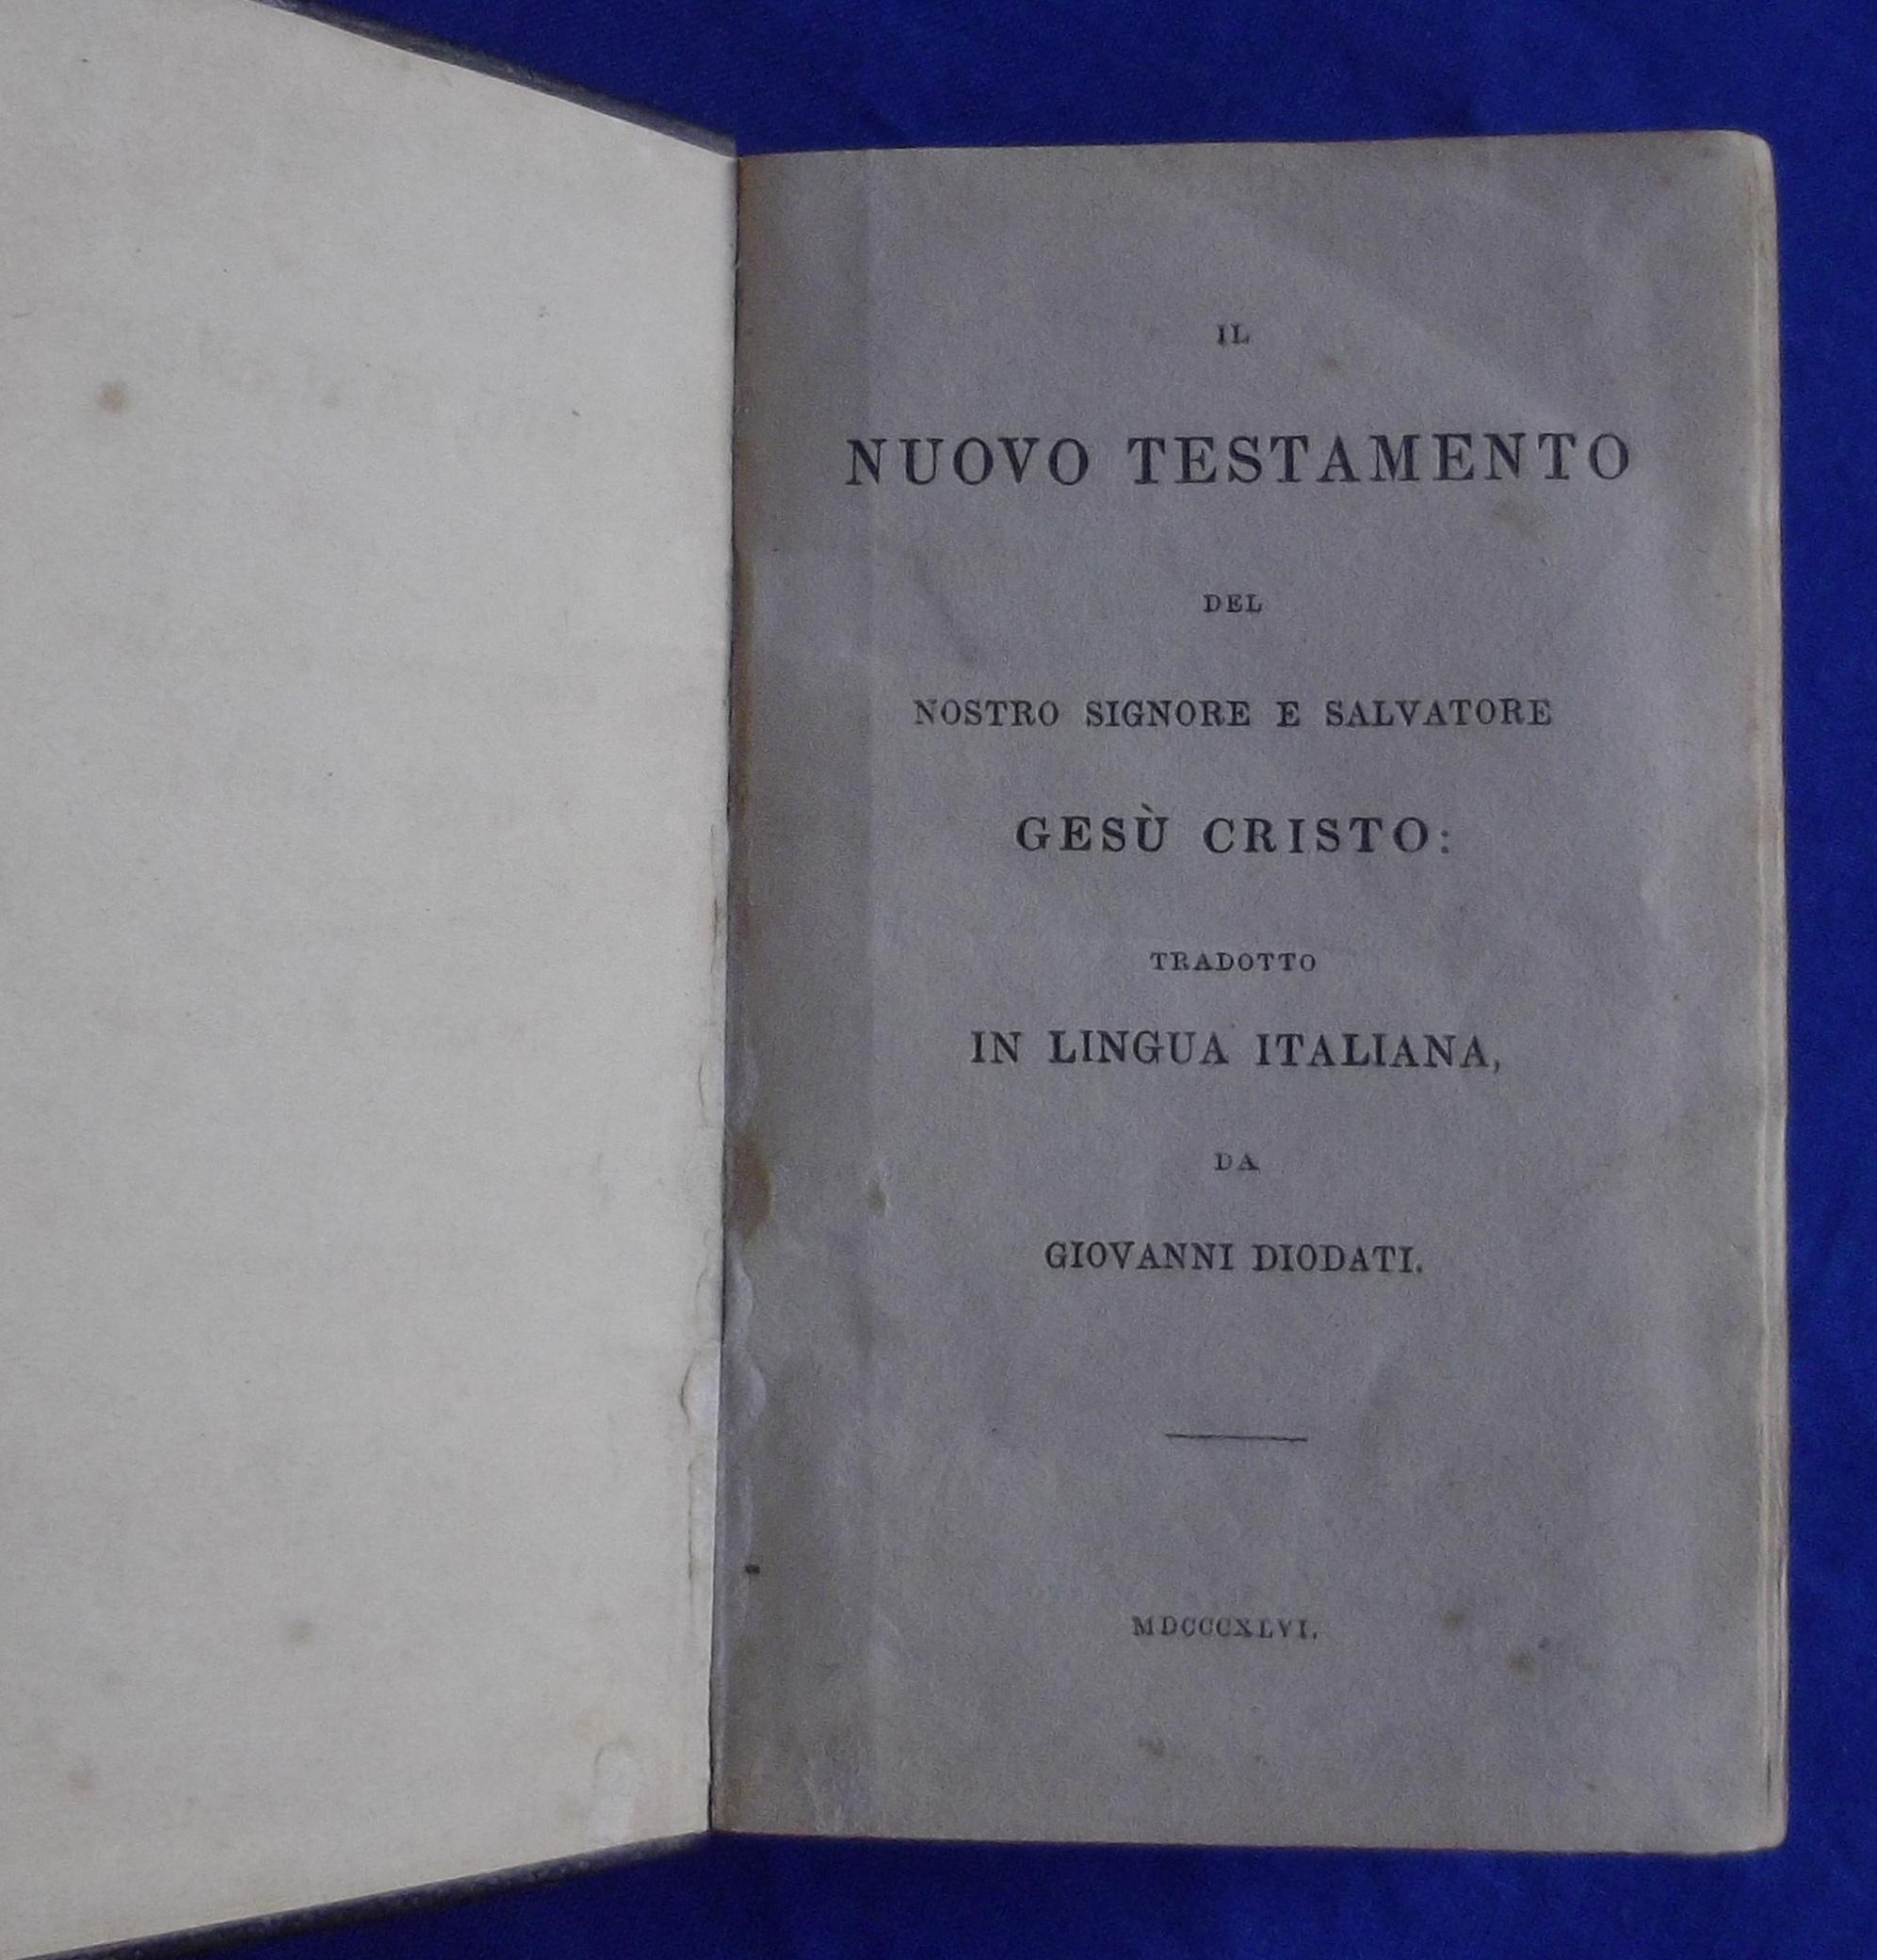 IL
NUOVO TESTAMENTO
DEL
NOSTRO SIGNORE E SALVATORE
GESÙ CRISTO:
TRADOTTO
IN LINGUA ITALIANA,
DA
GIOVANNI DIODATI.
MDCCCXLVI.